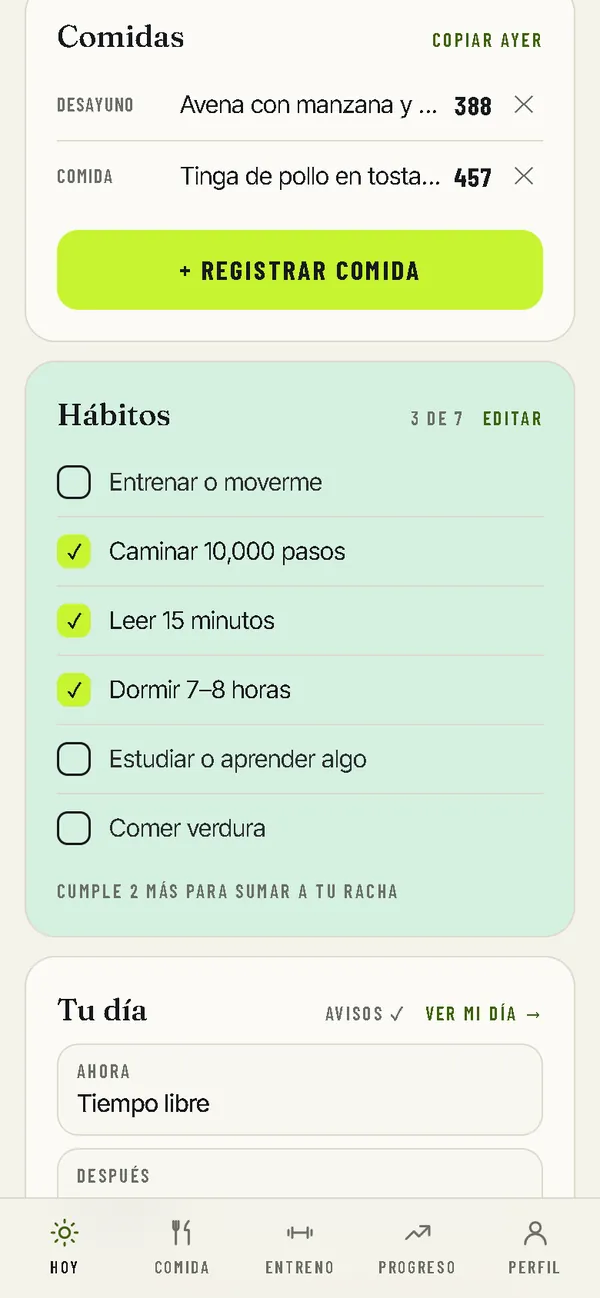 Comidas COPIAR AYER
DESAYUNO Avena con manzana y ... 388 ×
COMIDA Tinga de pollo en tosta... 457 ×
+ REGISTRAR COMIDA
Hábitos 3 DE 7 EDITAR
Entrenar o moverme
✓ Caminar 10,000 pasos
✓ Leer 15 minutos
✓ Dormir 7–8 horas
Estudiar o aprender algo
Comer verdura
CUMPLE 2 MÁS PARA SUMAR A TU RACHA
Tu día AVISOS ✓ VER MI DÍA →
AHORA
Tiempo libre
DESPUÉS
HOY COMIDA ENTRENO PROGRESO PERFIL